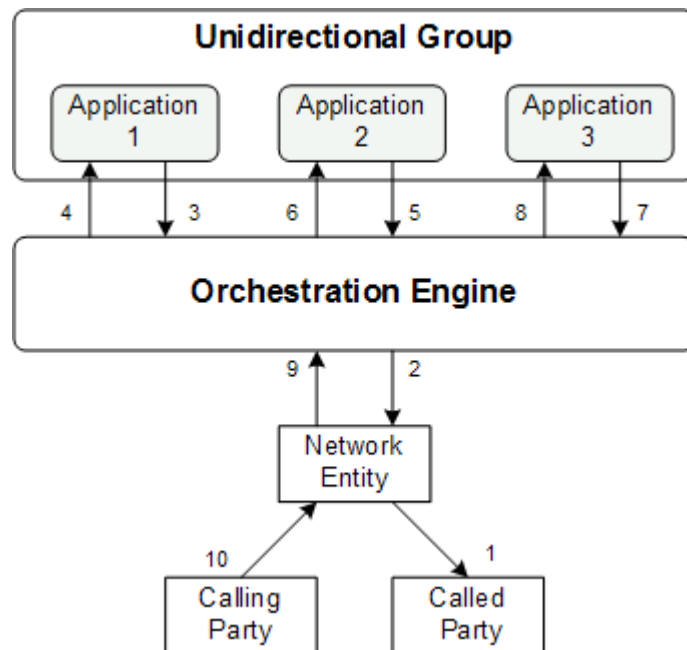 Unidirectional Group
Application
1
Application
2
Application
3
4
3
6
5
8
7
Orchestration Engine
9
2
Network
Entity
10
1
Calling
Party
Called
Party